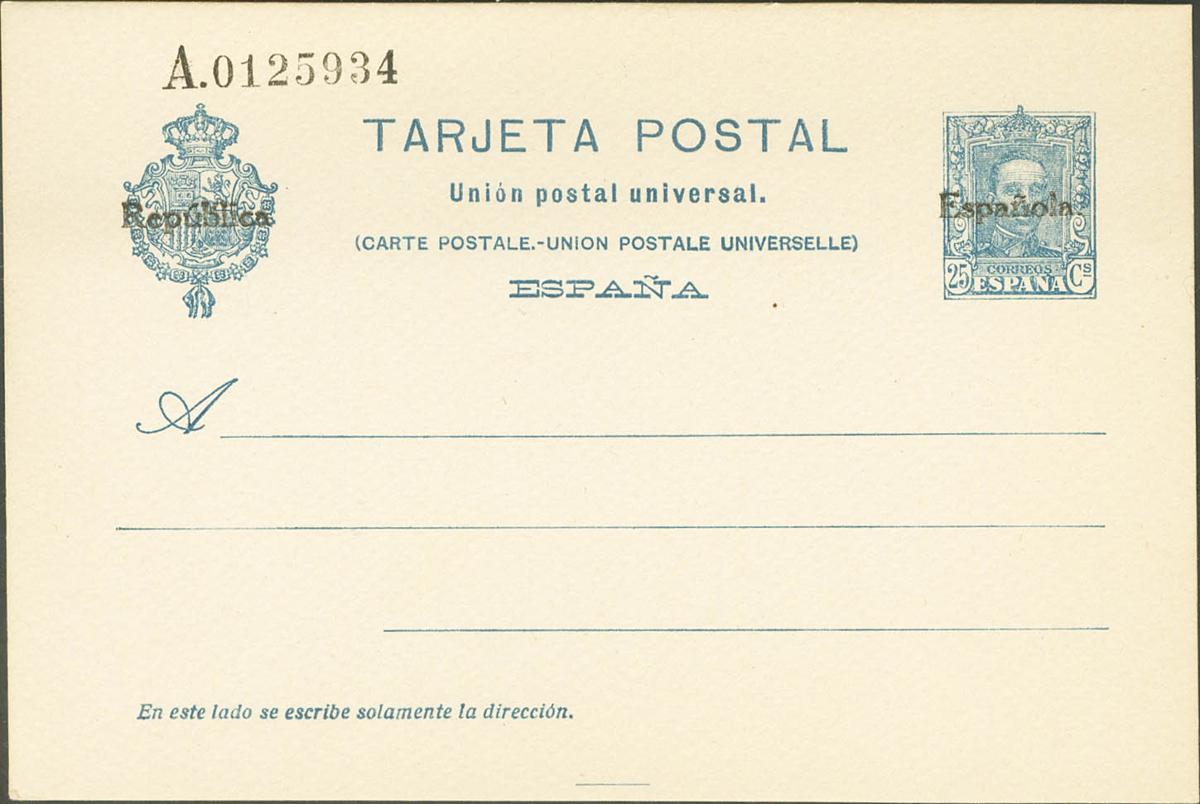 A.0125934
TARJETA POSTAL
Unión postal universal.
(CARTE POSTALE.-UNION POSTALE UNIVERSELLE)
ESPAÑA
República
Española
CORREOS
25 ESPAÑA Cs
A
En este lado se escribe solamente la dirección.